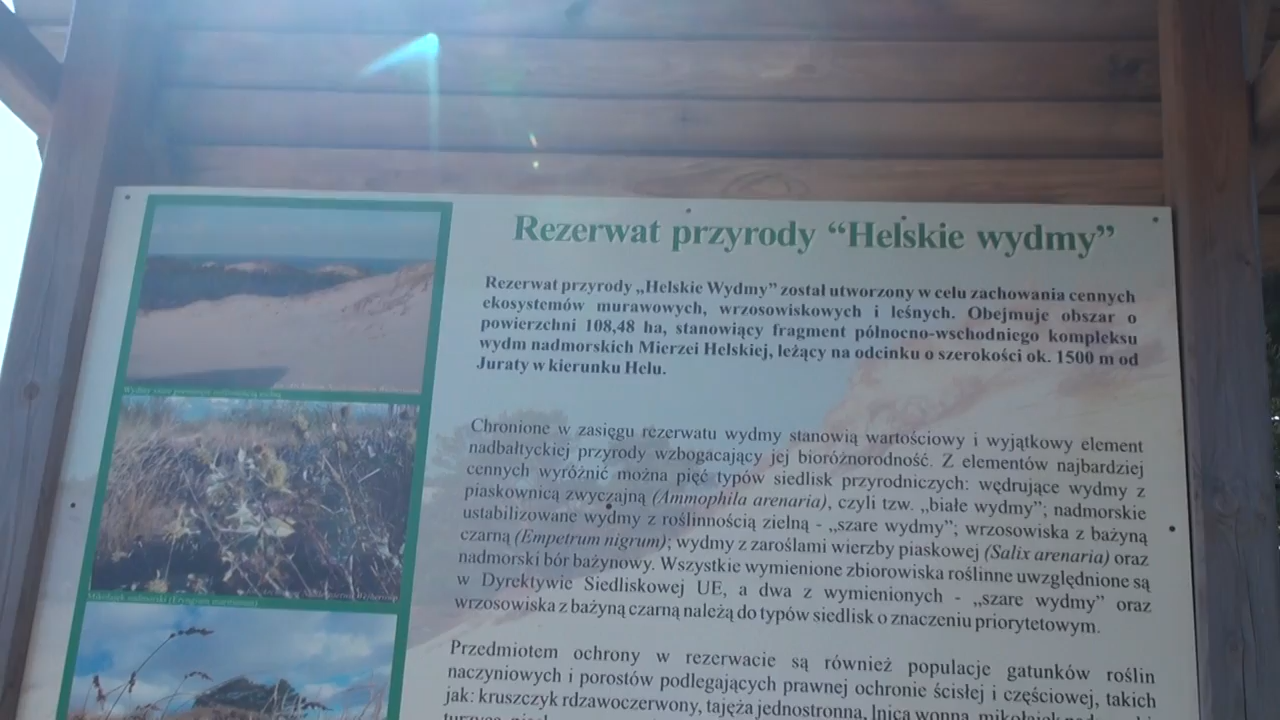 Rezerwat przyrody “Helskie wydmy”
Rezerwat przyrody „Helskie Wydmy” został utworzony w celu zachowania cennych
ekosystemów murawowych, wrzosowiskowych i leśnych. Obejmuje obszar o
powierzchni 108,48 ha, stanowiący fragment północno-wschodniego kompleksu
wydm nadmorskich Mierzei Helskiej, leżący na odcinku o szerokości ok. 1500 m od
Juraty w kierunku Helu.
Chronione w zasięgu rezerwatu wydmy stanowią wartościowy i wyjątkowy element
nadbałtyckiej przyrody wzbogacający jej bioróżnorodność. Z elementów najbardziej
cennych wyróżnić można pięć typów siedlisk przyrodniczych: wędrujące wydmy z
piaskownicą zwyczajną (Ammophila arenaria), czyli tzw. „białe wydmy”; nadmorskie
ustabilizowane wydmy z roślinnością zielną - „szare wydmy”; wrzosowiska z bażyną
czarną (Empetrum nigrum); wydmy z zaroślami wierzby piaskowej (Salix arenaria) oraz
nadmorski bór bażynowy. Wszystkie wymienione zbiorowiska roślinne uwzględnione są
w Dyrektywie Siedliskowej UE, a dwa z wymienionych - „szare wydmy” oraz
wrzosowiska z bażyną czarną należą do typów siedlisk o znaczeniu priorytetowym.
Przedmiotem ochrony w rezerwacie są również populacje gatunków roślin
naczyniowych i porostów podlegających prawnej ochronie ścisłej i częściowej, takich
jak: kruszczyk rdzawoczerwony, tajęża jednostronna, lnica wonna, mikołajek
Mikołajek nadmorski (Eryngium maritimum)